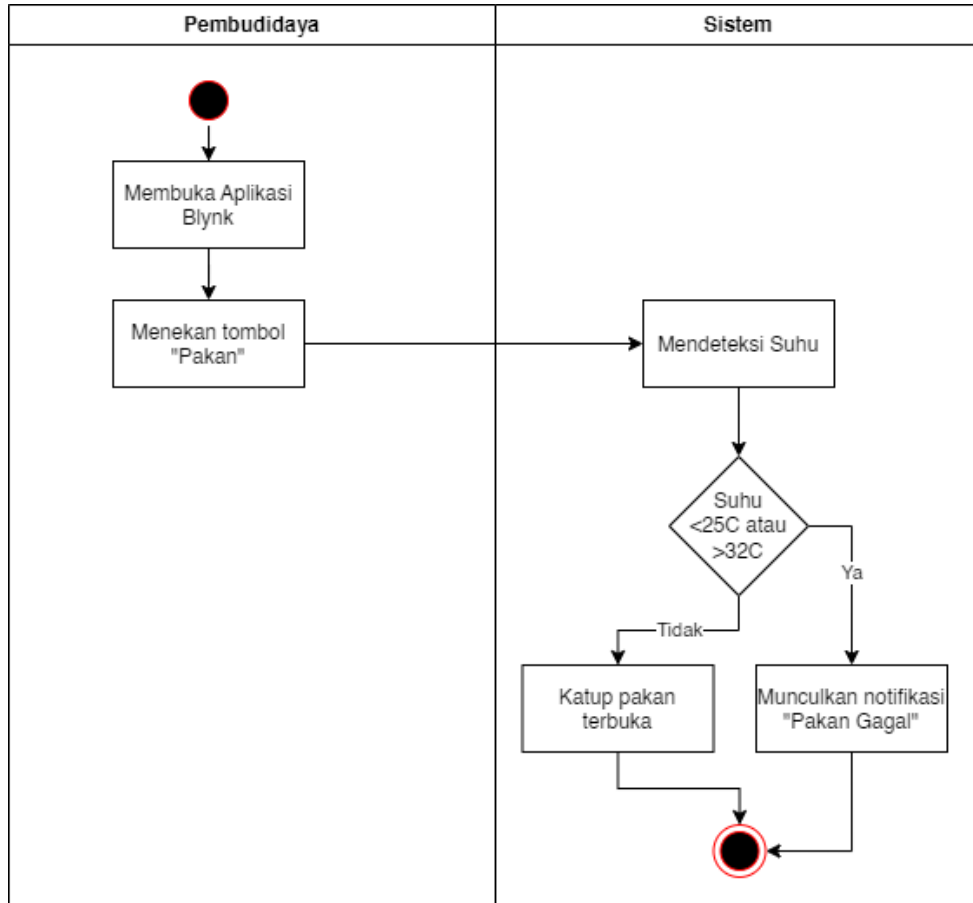 Pembudidaya
Sistem
Membuka Aplikasi
Blynk
Menekan tombol
"Pakan"
Mendeteksi Suhu
Suhu
<25C atau
>32C
Ya
Tidak
Katup pakan
terbuka
Munculkan notifikasi
"Pakan Gagal"